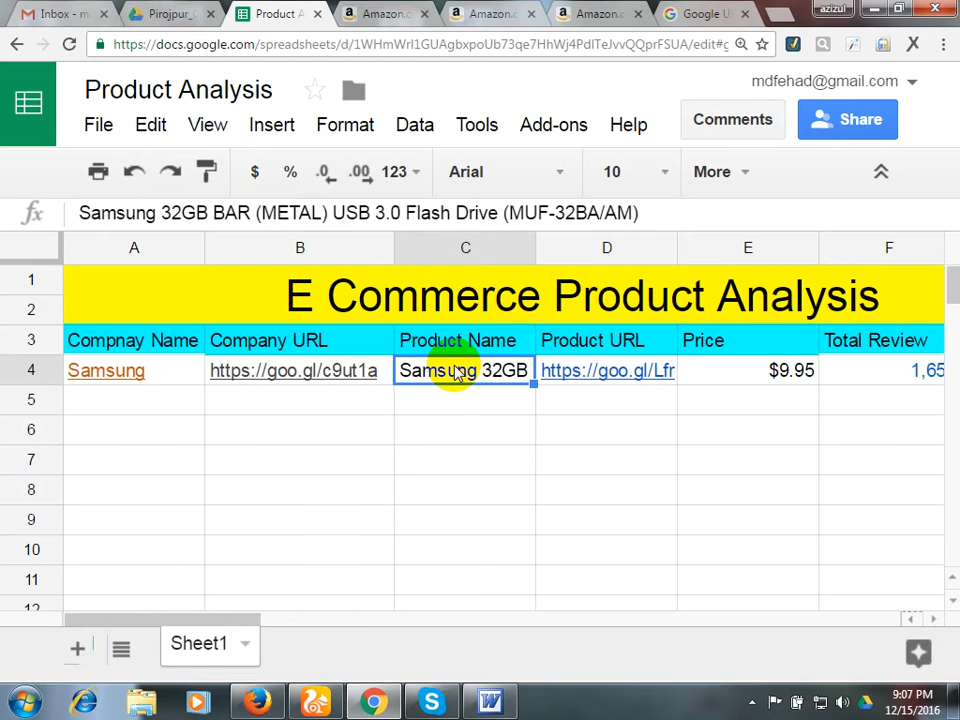 Inbox - m
Pirojpur_
Product A
Amazon.c
Amazon.c
Amazon.c
Google U
azizul
https://docs.google.com/spreadsheets/d/1WHmWrI1GUAgbxpoUb73qe7HhWj4PdITeJvvQQprFSUA/edit#g
Product Analysis
mdfehad@gmail.com
File Edit View Insert Format Data Tools Add-ons Help
Comments
Share
$ % .0 .00 123 Arial 10 More
fx Samsung 32GB BAR (METAL) USB 3.0 Flash Drive (MUF-32BA/AM)
A B C D E F
1
E Commerce Product Analysis
2
3 Compnay Name Company URL Product Name Product URL Price Total Review
4 Samsung https://goo.gl/c9ut1a Samsung 32GB https://goo.gl/Lfr $9.95 1,65
5
6
7
8
9
10
11
12
Sheet1
W
9:07 PM
12/15/2016